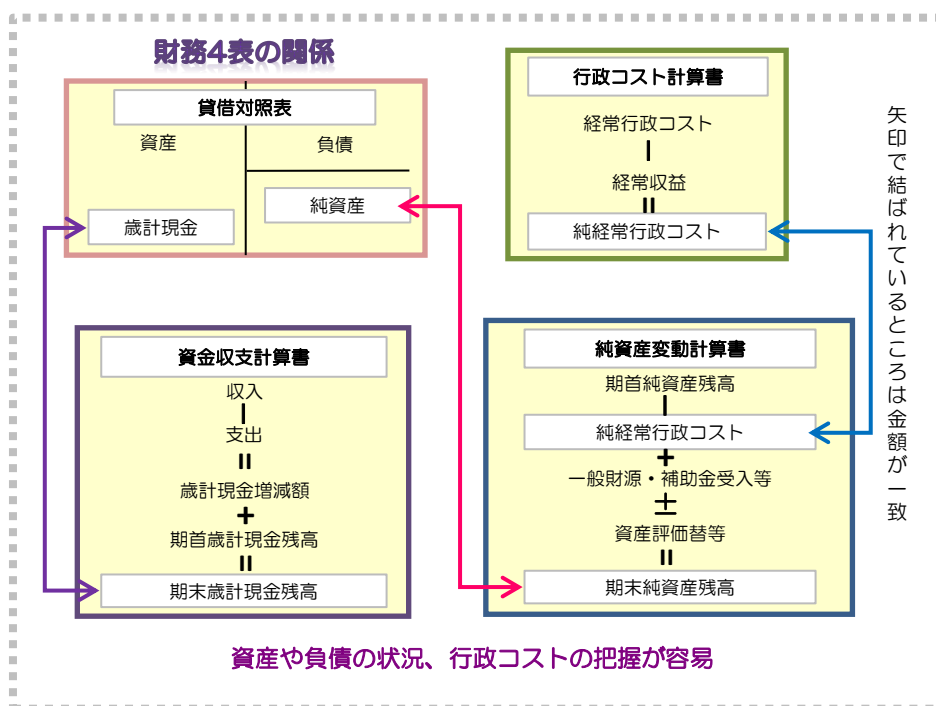 財務4表の関係
貸借対照表
資産
負債
純資産
歳計現金
行政コスト計算書
経常行政コスト
ー
経常収益
=
純経常行政コスト
矢印で結ばれているところは金額が一致
資金収支計算書
収入
ー
支出
=
歳計現金増減額
+
期首歳計現金残高
=
期末歳計現金残高
純資産変動計算書
期首純資産残高
ー
純経常行政コスト
+
一般財源・補助金受入等
±
資産評価替等
=
期末純資産残高
資産や負債の状況、行政コストの把握が容易